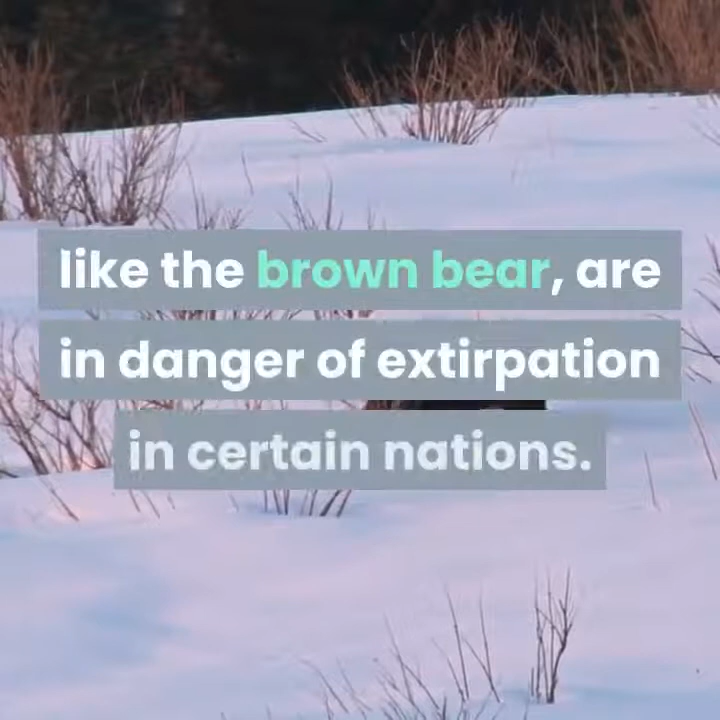 like the brown bear, are
in danger of extirpation
in certain nations.